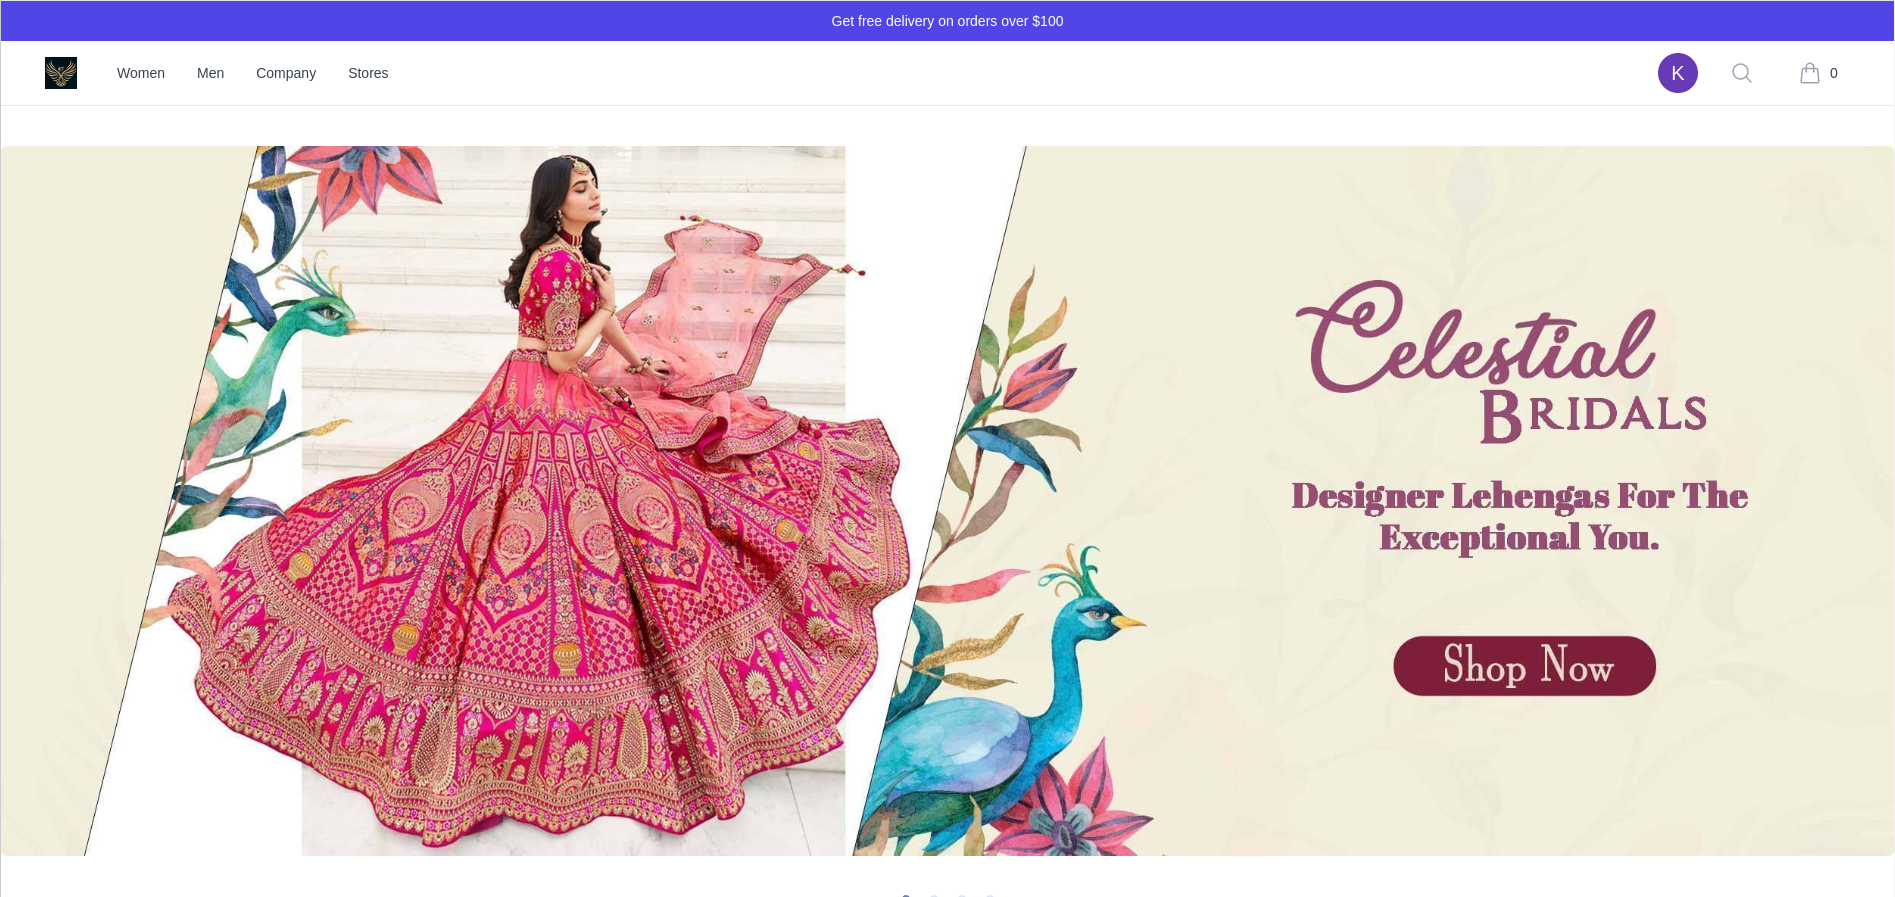 Get free delivery on orders over $100
Women Men Company Stores
K
0
Celestial
BRIDALS
Designer Lehengas For The
Exceptional You.
Shop Now